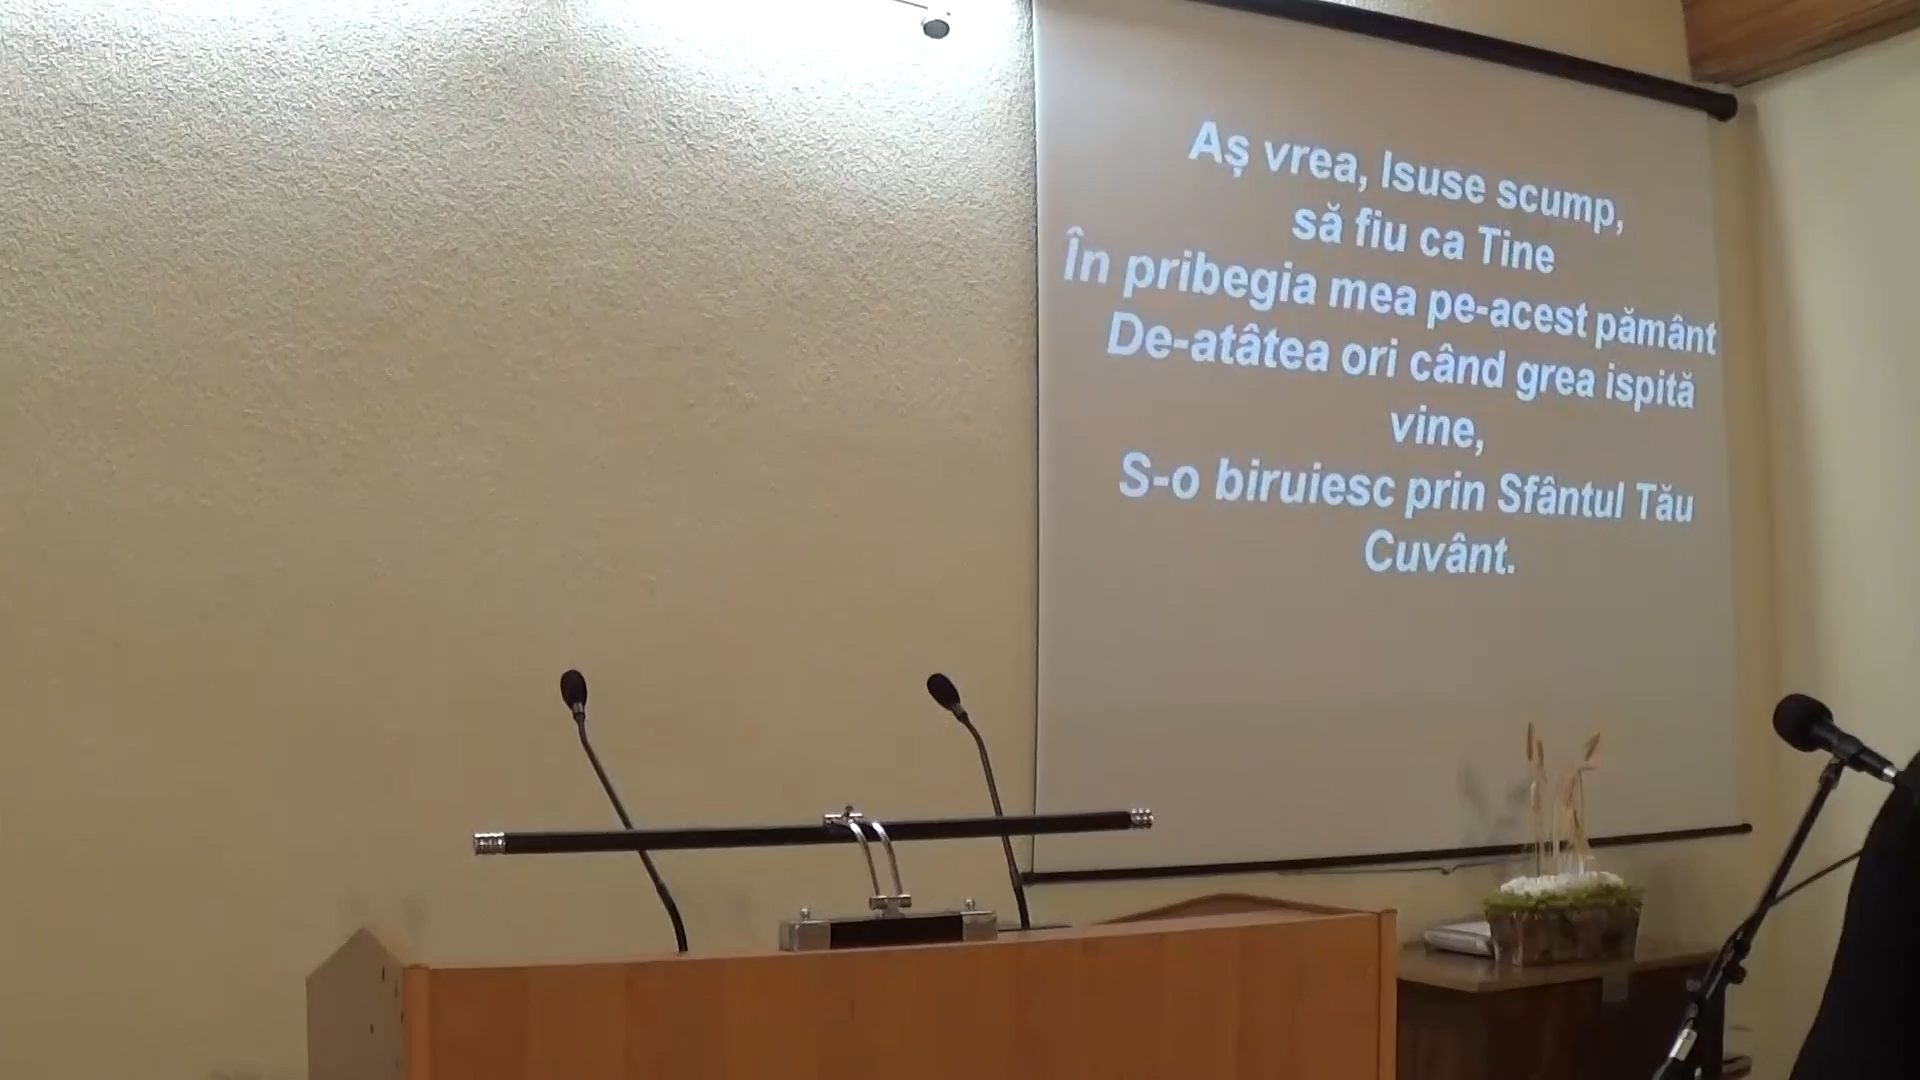 Aș vrea, Isuse scump,
să fiu ca Tine
În pribegia mea pe-acest pământ
De-atâtea ori când grea ispită
vine,
S-o biruiesc prin Sfântul Tău
Cuvânt.